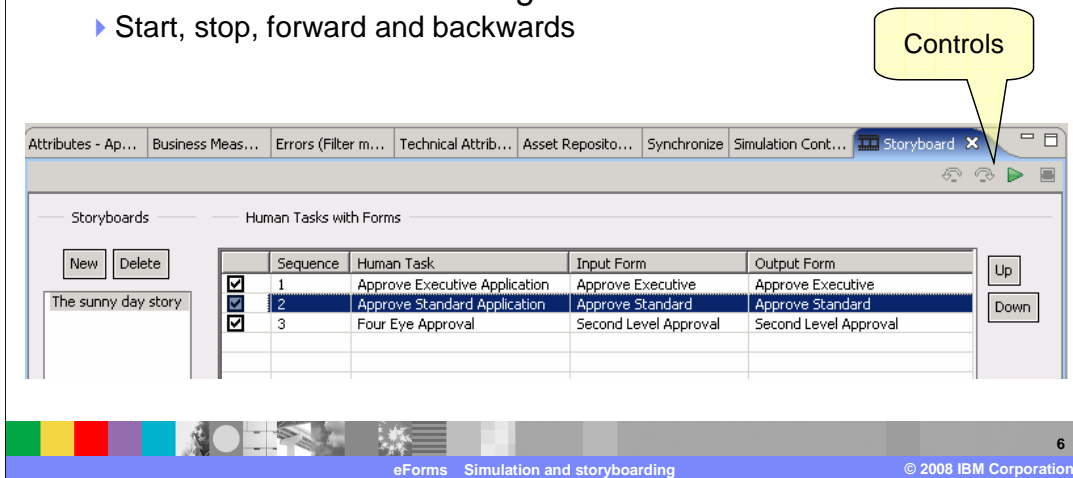 Start, stop, forward and backwards
Controls
Attributes - Ap... Business Meas... Errors (Filter m... Technical Attrib... Asset Reposito... Synchronize Simulation Cont... Storyboard
Storyboards Human Tasks with Forms
New Delete
The sunny day story
Sequence Human Task Input Form Output Form
1 Approve Executive Application Approve Executive Approve Executive
2 Approve Standard Application Approve Standard Approve Standard
3 Four Eye Approval Second Level Approval Second Level Approval
Up
Down
6
eForms Simulation and storyboarding © 2008 IBM Corporation